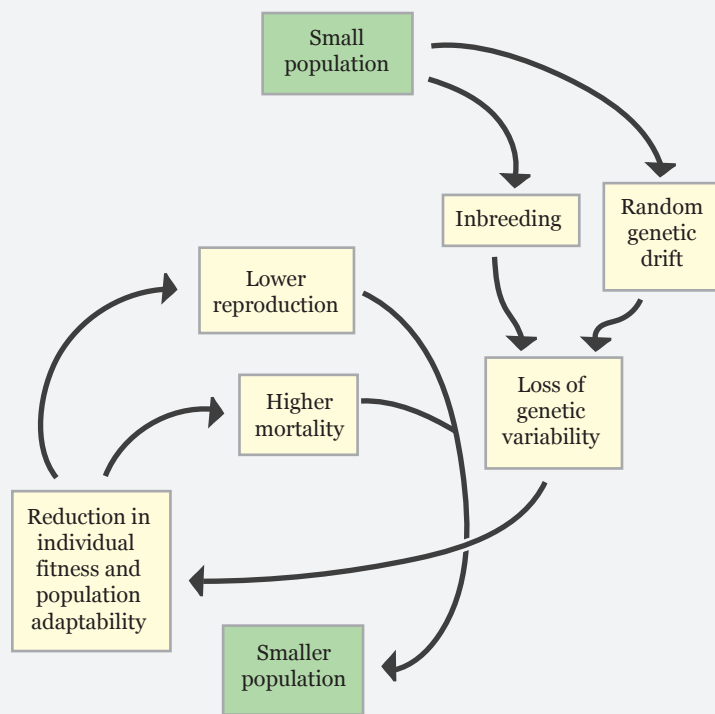 Small
population
Inbreeding
Random
genetic
drift
Lower
reproduction
Higher
mortality
Loss of
genetic
variability
Reduction in
individual
fitness and
population
adaptability
Smaller
population